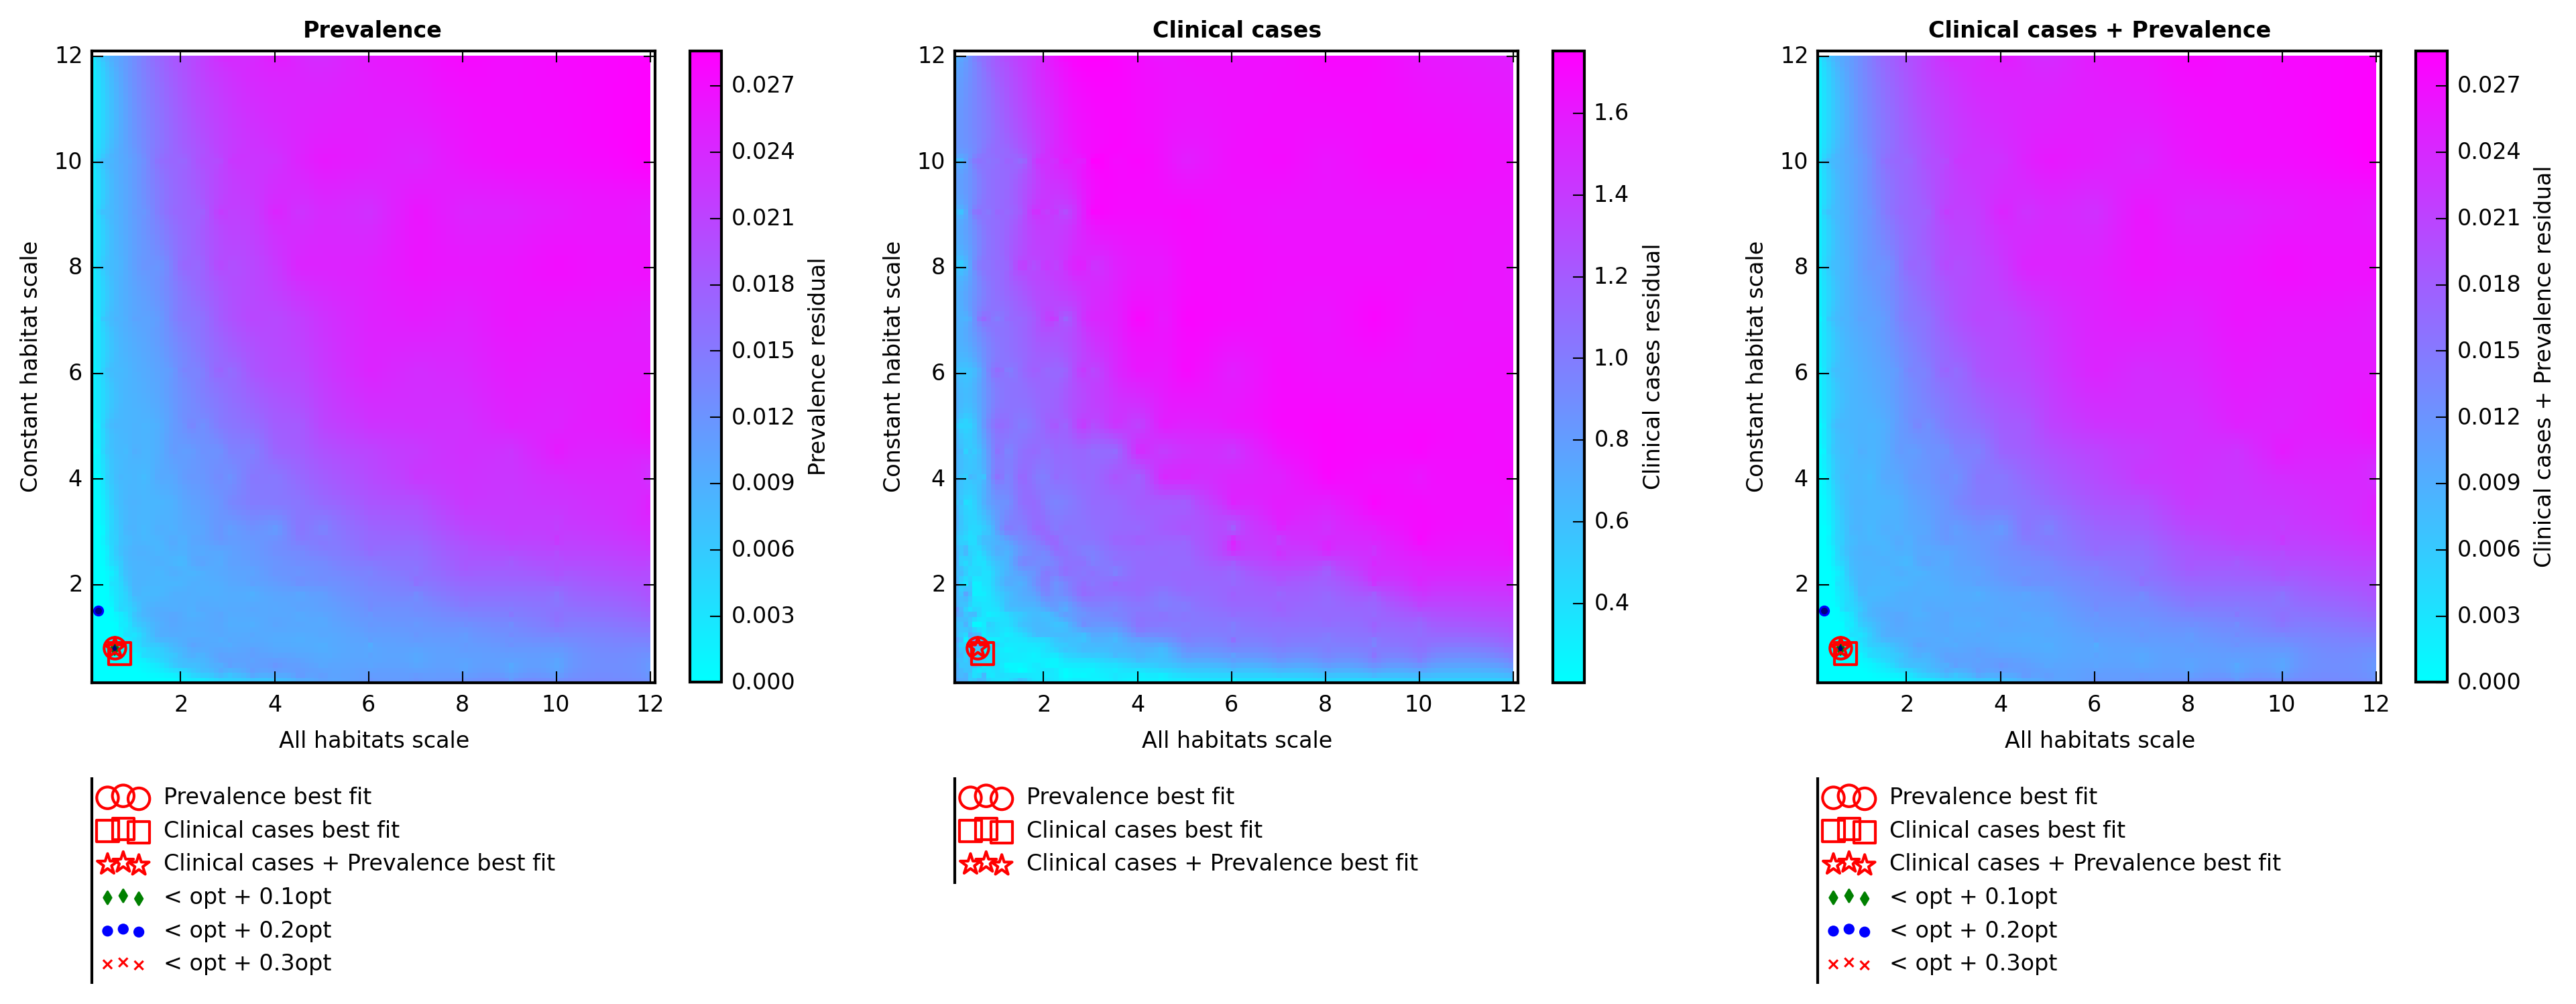 Prevalence
12
10
8
6
4
2
2 4 6 8 10 12
Constant habitat scale
All habitats scale
0.027
0.024
0.021
0.018
0.015
0.012
0.009
0.006
0.003
0.000
Prevalence residual
Prevalence best fit
Clinical cases best fit
Clinical cases + Prevalence best fit
< opt + 0.1opt
< opt + 0.2opt
< opt + 0.3opt
Clinical cases
12
10
8
6
4
2
2 4 6 8 10 12
Constant habitat scale
All habitats scale
1.6
1.4
1.2
1.0
0.8
0.6
0.4
Clinical cases residual
Prevalence best fit
Clinical cases best fit
Clinical cases + Prevalence best fit
Clinical cases + Prevalence
12
10
8
6
4
2
2 4 6 8 10 12
Constant habitat scale
All habitats scale
0.027
0.024
0.021
0.018
0.015
0.012
0.009
0.006
0.003
0.000
Clinical cases + Prevalence residual
Prevalence best fit
Clinical cases best fit
Clinical cases + Prevalence best fit
< opt + 0.1opt
< opt + 0.2opt
< opt + 0.3opt